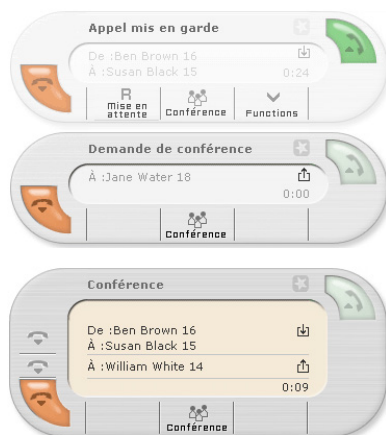 Appel mis en garde
De :Ben Brown 16
À :Susan Black 15
0:24
R
Mise en attente
Conférence
Functions
Demande de conférence
À :Jane Water 18
0:00
Conférence
Conférence
De :Ben Brown 16
À :Susan Black 15
À :William White 14
0:09
Conférence